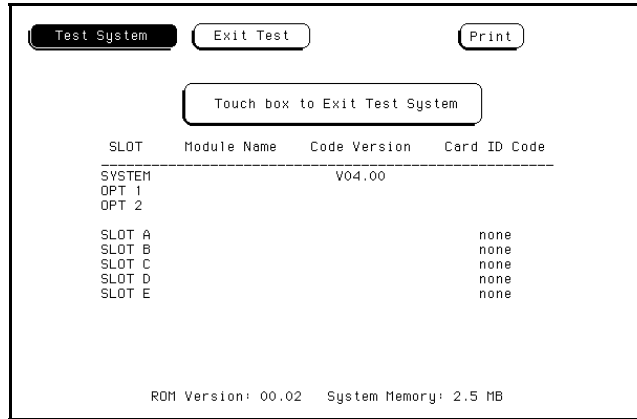 Test System Exit Test Print
Touch box to Exit Test System
SLOT Module Name Code Version Card ID Code
SYSTEM V04.00
OPT 1
OPT 2
SLOT A none
SLOT B none
SLOT C none
SLOT D none
SLOT E none
ROM Version: 00.02 System Memory: 2.5 MB